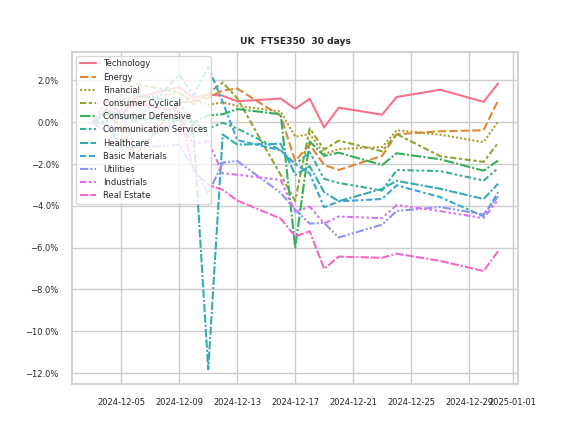 UK  FTSE350  30 days
2.0%
0.0%
−2.0%
−4.0%
−6.0%
−8.0%
−10.0%
−12.0%
Technology
Energy
Financial
Consumer Cyclical
Consumer Defensive
Communication Services
Healthcare
Basic Materials
Utilities
Industrials
Real Estate
2024-12-05
2024-12-09
2024-12-13
2024-12-17
2024-12-21
2024-12-25
2024-12-29
2025-01-01